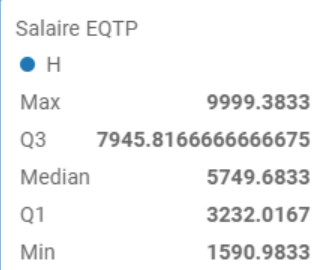 Salaire EQTP
H
Max 9999.3833
Q3 7945.8166666666675
Median 5749.6833
Q1 3232.0167
Min 1590.9833